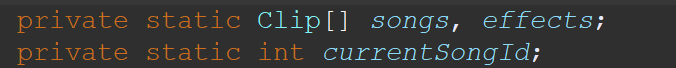 private static Clip[] songs, effects;
private static int currentSongId;